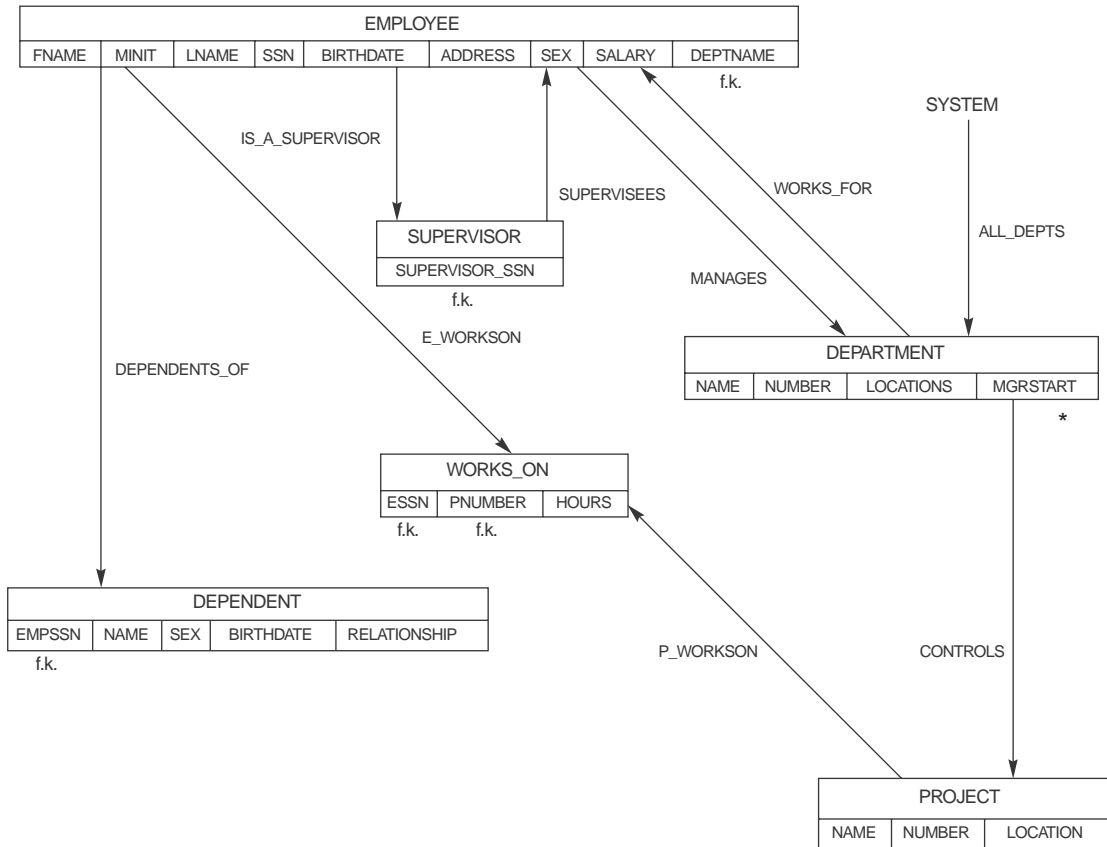 EMPLOYEE
FNAME MINIT LNAME SSN BIRTHDATE ADDRESS SEX SALARY DEPTNAME
f.k.
SYSTEM
IS_A_SUPERVISOR
WORKS_FOR
SUPERVISEES
SUPERVISOR
SUPERVISOR_SSN
f.k.
ALL_DEPTS
MANAGES
E_WORKSON
DEPARTMENT
NAME NUMBER LOCATIONS MGRSTART
*
DEPENDENTS_OF
WORKS_ON
ESSN PNUMBER HOURS
f.k. f.k.
DEPENDENT
EMPSSN NAME SEX BIRTHDATE RELATIONSHIP
f.k.
P_WORKSON
CONTROLS
PROJECT
NAME NUMBER LOCATION